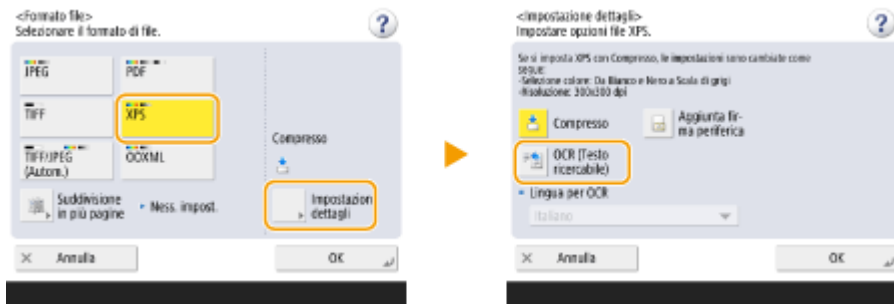 <Formato file>
Selezionare il formato di file.
?
JPEG
PDF
TIFF
XPS
TIFF/JPEG
(Autom.)
OOXML
Compresso
Suddivisione
in più pagine
Ness. impost.
Impostazion
dettagli
Annulla
OK
<Impostazione dettagli>
Impostare opzioni file XPS.
?
Se si imposta XPS con Compresso, le impostazioni sono cambiate come
segue:
-Selezione colore: Da Bianco e Nero a Scala di grigi
-Risoluzione: 300x300 dpi
Compresso
Aggiunta fir-
ma periferica
OCR (Testo
ricercabile)
Lingua per OCR
Italiano
Annulla
OK